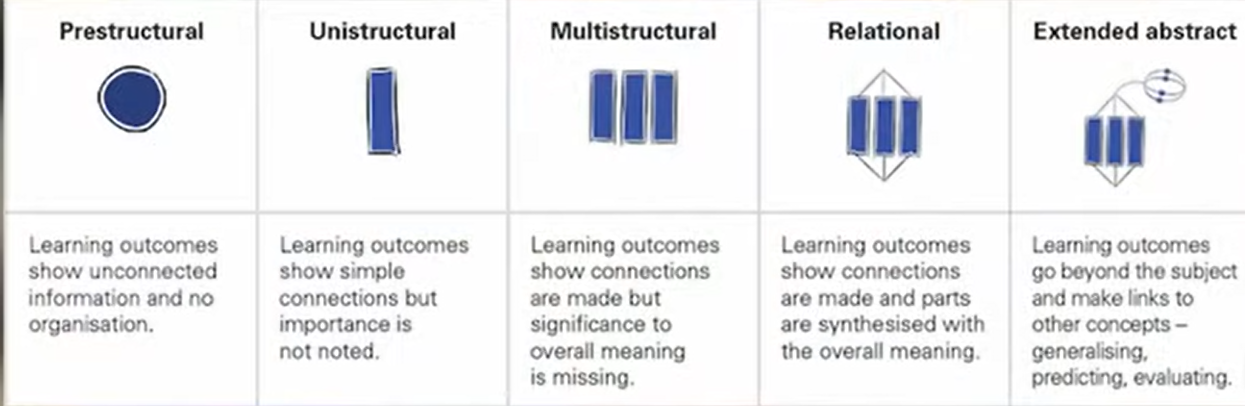 Prestructural
Unistructural
Multistructural
Relational
Extended abstract
Learning outcomes
show unconnected
information and no
organisation.
Learning outcomes
show simple
connections but
importance is
not noted.
Learning outcomes
show connections
are made but
significance to
overall meaning
is missing.
Learning outcomes
show connections
are made and parts
are synthesised with
the overall meaning.
Learning outcomes
go beyond the subject
and make links to
other concepts –
generalising,
predicting, evaluating.